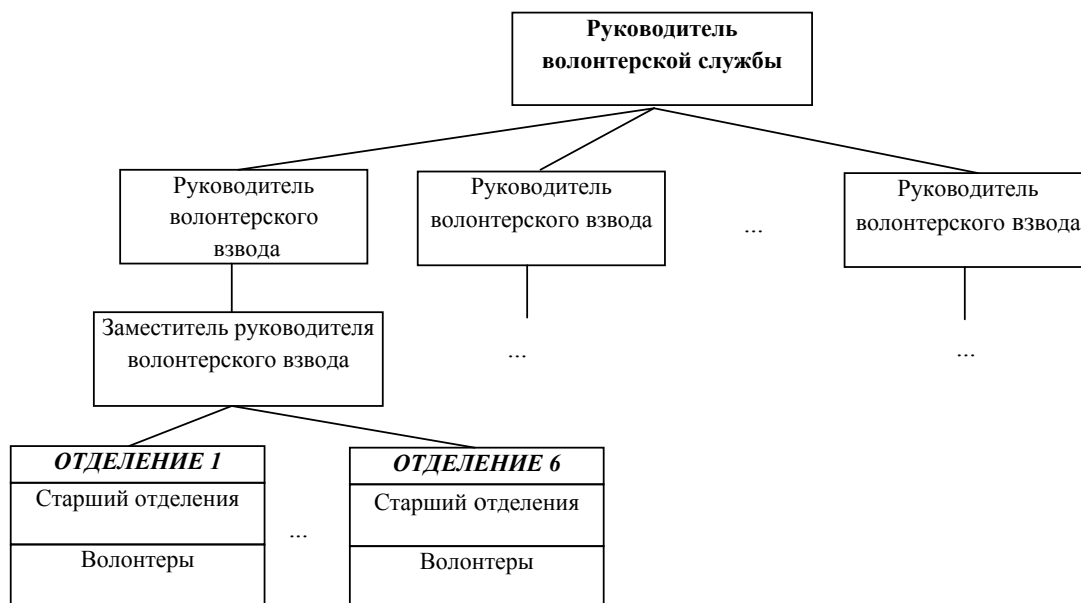 Руководитель
волонтерской службы
Руководитель
волонтерского
взвода
Руководитель
волонтерского взвода
...
Руководитель
волонтерского взвода
Заместитель руководителя
волонтерского взвода
...
...
ОТДЕЛЕНИЕ 1
Старший отделения
Волонтеры
...
ОТДЕЛЕНИЕ 6
Старший отделения
Волонтеры